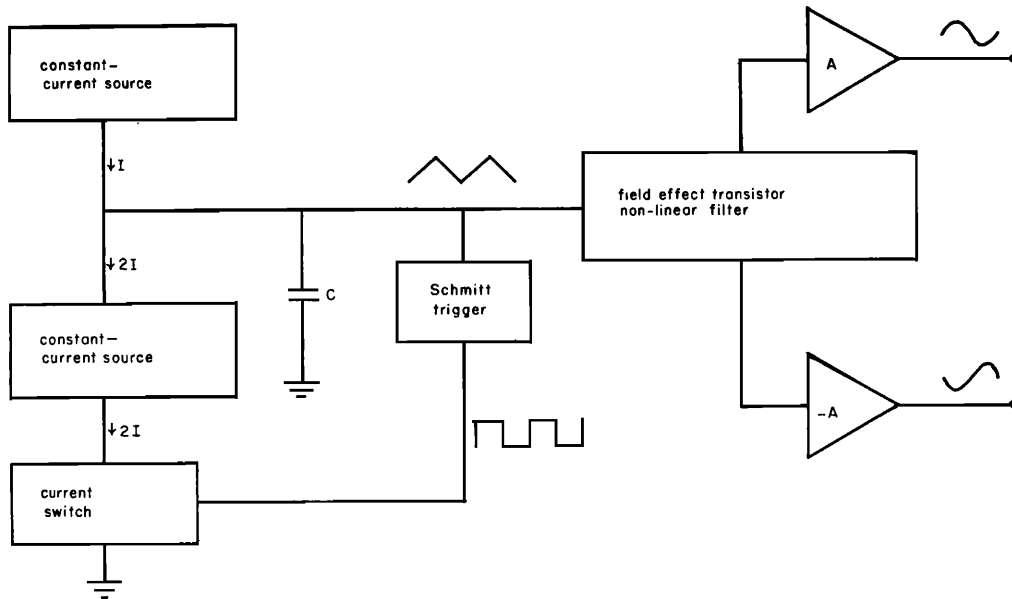 constant—
current source
↓I
A
field effect transistor
non-linear filter
↓2I
C
Schmitt
trigger
constant—
current source
↓2I
-A
current
switch